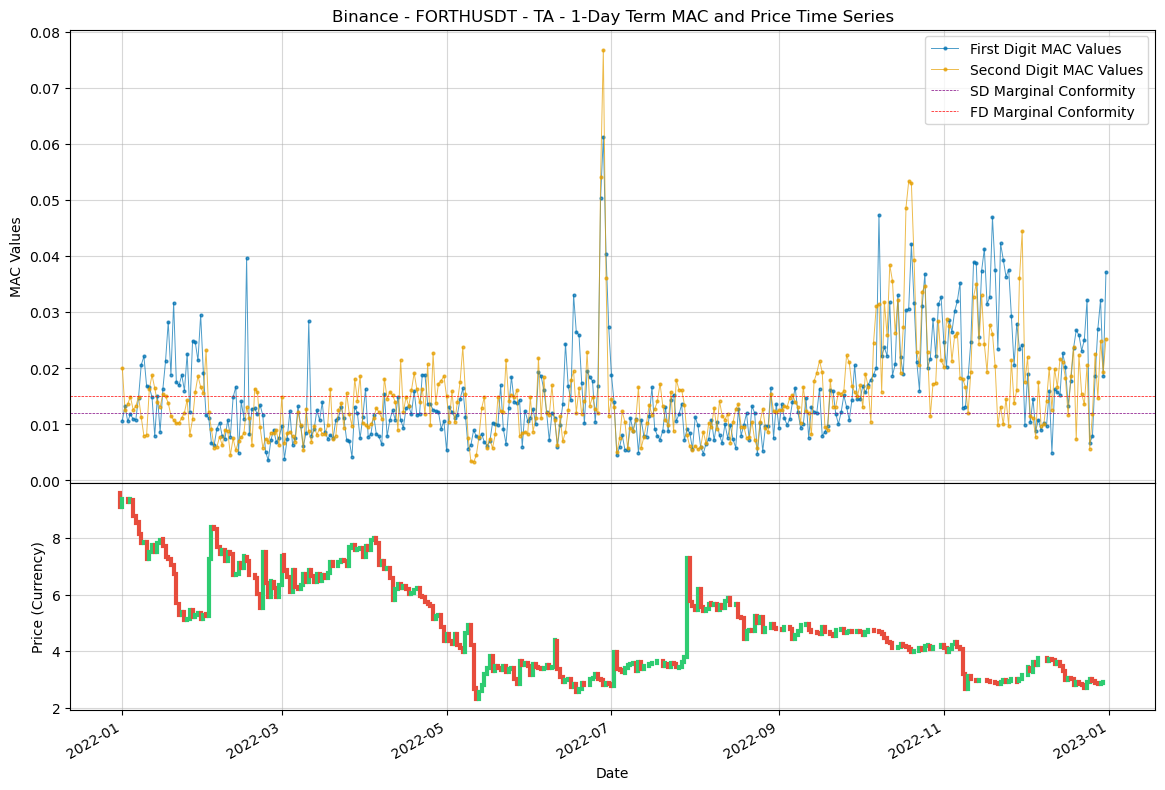 Binance - FORTHUSDT - TA - 1-Day Term MAC and Price Time Series
First Digit MAC Values
Second Digit MAC Values
SD Marginal Conformity
FD Marginal Conformity
MAC Values
0.08
0.07
0.06
0.05
0.04
0.03
0.02
0.01
0.00
Price (Currency)
8
6
4
2
2022-01
2022-03
2022-05
2022-07
2022-09
2022-11
2023-01
Date